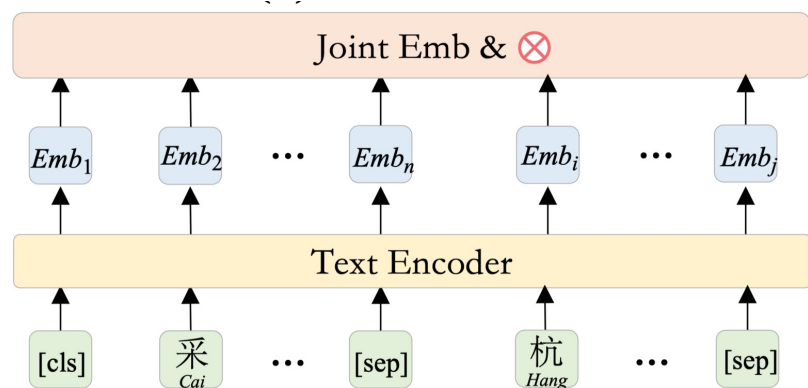 Joint Emb & ⊗
Emb₁ Emb₂ ... Embₙ Embᵢ ... Embⱼ
Text Encoder
[cls] 采 ... [sep] 杭 ... [sep]
Cai Hang